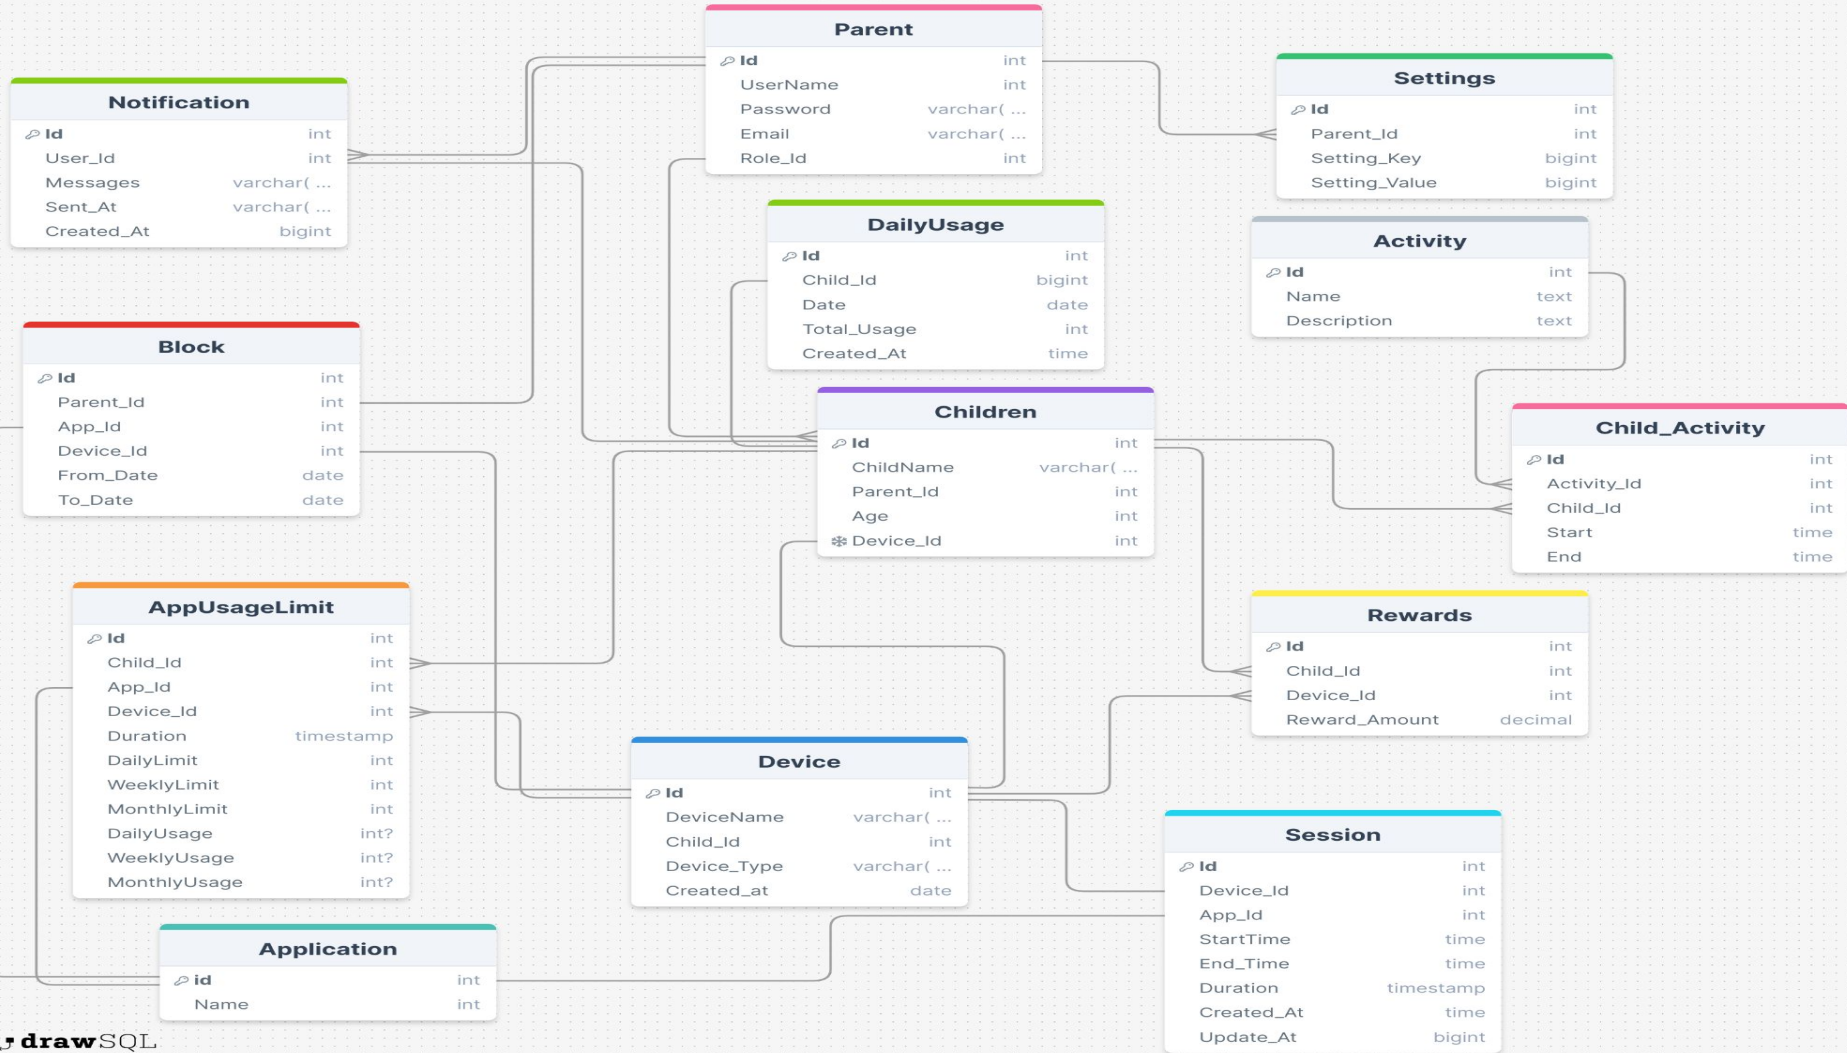 Parent
Id int
UserName int
Password varchar( ...
Email varchar( ...
Role_Id int
Settings
Id int
Parent_Id int
Setting_Key bigint
Setting_Value bigint
Notification
Id int
User_Id int
Messages varchar( ...
Sent_At varchar( ...
Created_At bigint
DailyUsage
Id int
Child_Id bigint
Date date
Total_Usage int
Created_At time
Activity
Id int
Name text
Description text
Block
Id int
Parent_Id int
App_Id int
Device_Id int
From_Date date
To_Date date
Children
Id int
ChildName varchar( ...
Parent_Id int
Age int
Device_Id int
Child_Activity
Id int
Activity_Id int
Child_Id int
Start time
End time
AppUsageLimit
Id int
Child_Id int
App_Id int
Device_Id int
Duration timestamp
DailyLimit int
WeeklyLimit int
MonthlyLimit int
DailyUsage int?
WeeklyUsage int?
MonthlyUsage int?
Rewards
Id int
Child_Id int
Device_Id int
Reward_Amount decimal
Device
Id int
DeviceName varchar( ...
Child_Id int
Device_Type varchar( ...
Created_at date
Session
Id int
Device_Id int
App_Id int
StartTime time
End_Time time
Duration timestamp
Created_At time
Update_At bigint
Application
id int
Name int
drawSQL